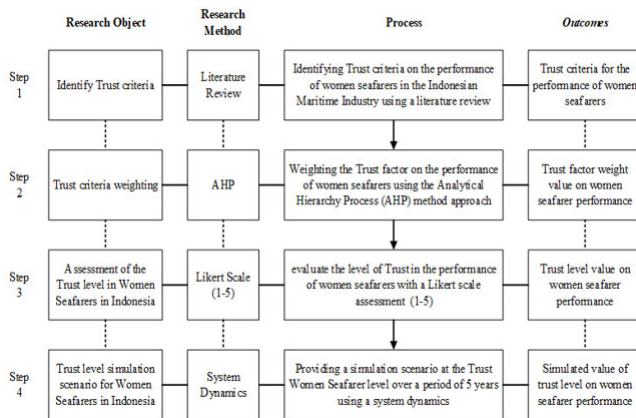 Research Object
Research
Method
Process
Outcomes
Step
1
Identify Trust criteria
Literature
Review
Identifying Trust criteria on the performance
of women seafarers in the Indonesian
Maritime Industry using a literature review
Trust criteria for the
performance of women
seafarers
Step
2
Trust criteria weighting
AHP
Weighting the Trust factor on the performance
of women seafarers using the Analytical
Hierarchy Process (AHP) method approach
Trust factor weight
value on women
seafarer performance
Step
3
Assessment of the
Trust level in Women
Seafarers in Indonesia
Likert Scale
(1-5)
evaluate the level of Trust in the performance
of women seafarers with a Likert scale
assessment (1-5)
Trust level value on
women seafarer
performance
Step
4
Trust level simulation
scenario for Women
Seafarers in Indonesia
System
Dynamics
Providing a simulation scenario at the Trust
Women Seafarer level over a period of 5 years
using a system dynamics
Simulated value of
trust level on women
seafarer performance